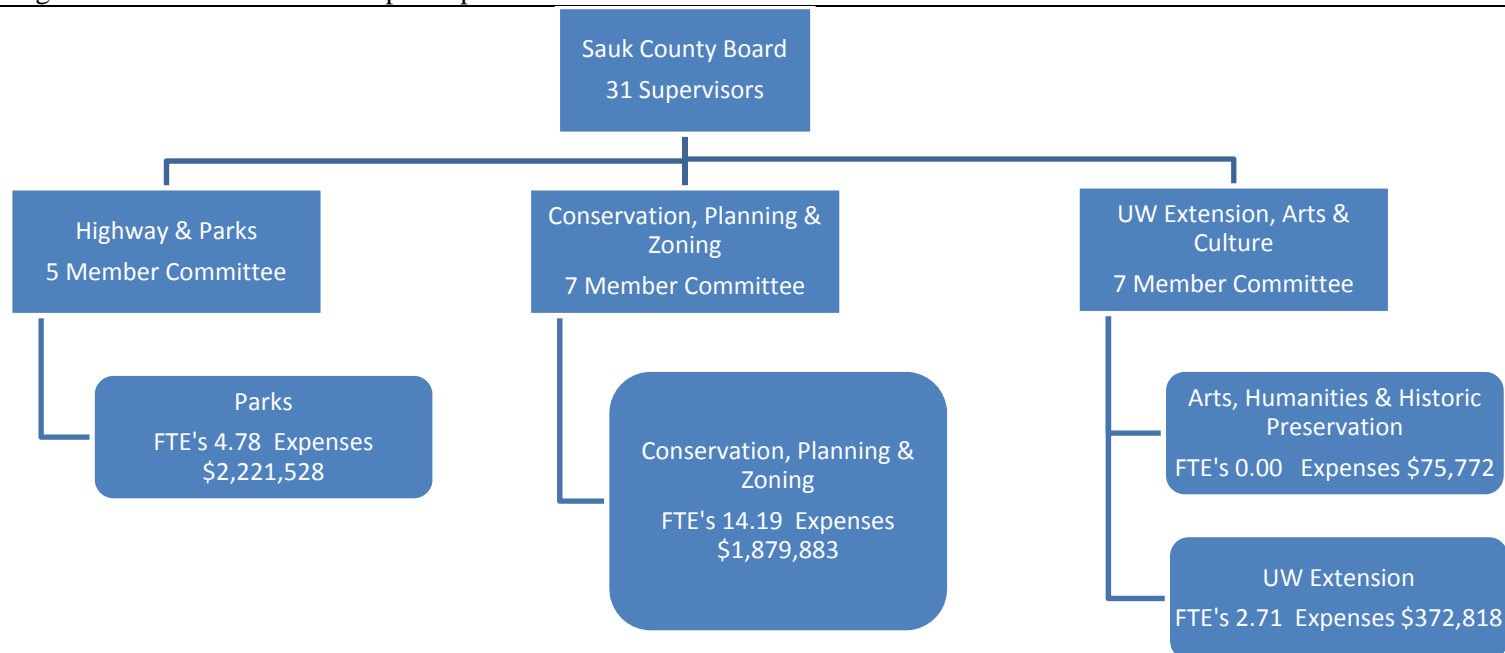 Sauk County Board
31 Supervisors
Highway & Parks
5 Member Committee
Conservation, Planning &
Zoning
7 Member Committee
UW Extension, Arts &
Culture
7 Member Committee
Parks
FTE's 4.78 Expenses
$2,221,528
Conservation, Planning &
Zoning
FTE's 14.19 Expenses
$1,879,883
Arts, Humanities & Historic
Preservation
FTE's 0.00 Expenses $75,772
UW Extension
FTE's 2.71 Expenses $372,818